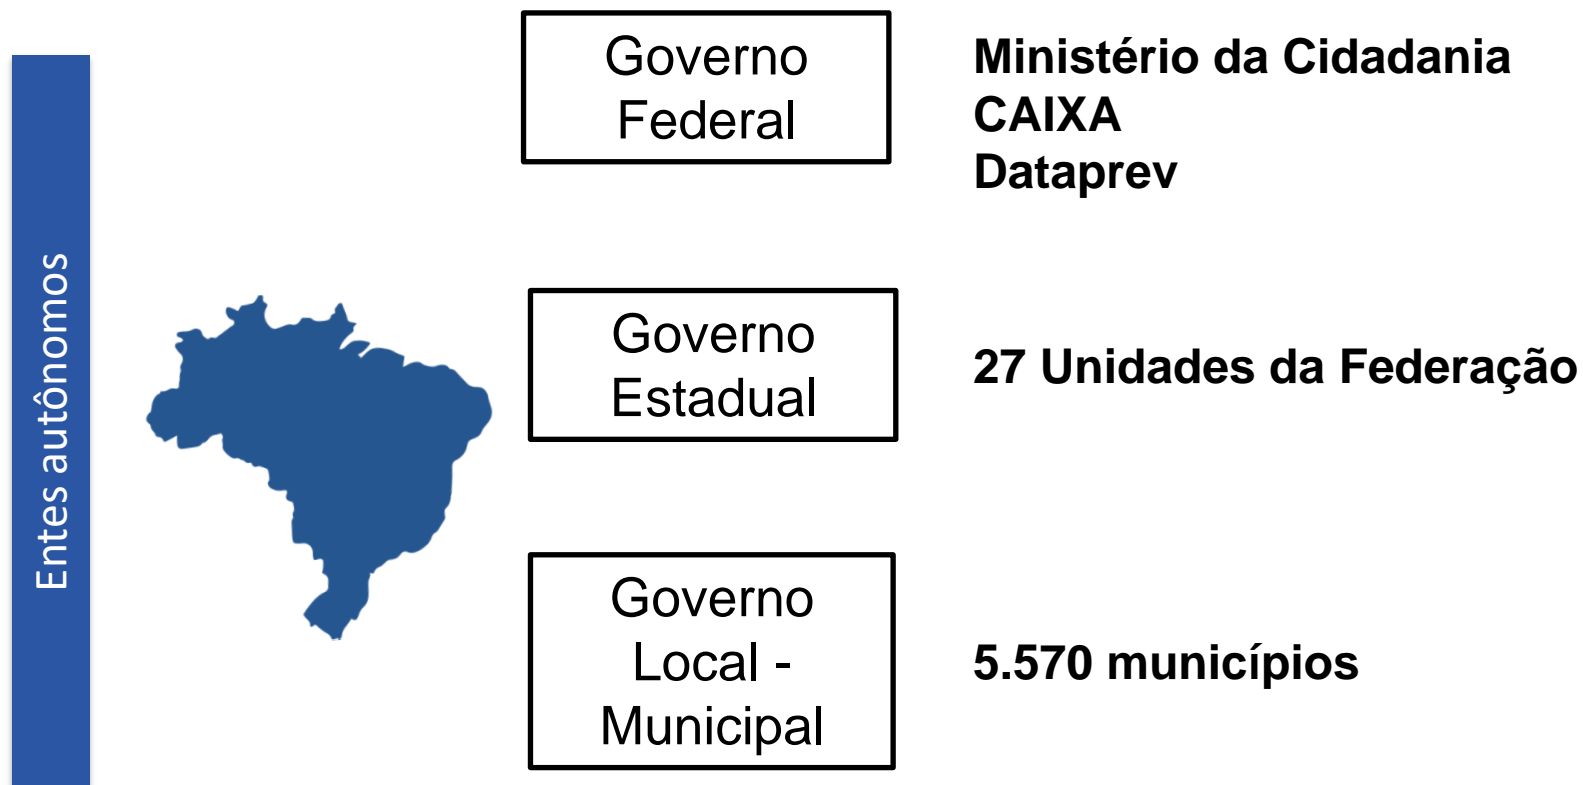 Entes autônomos
Governo
Federal
Ministério da Cidadania
CAIXA
Dataprev
Governo
Estadual
27 Unidades da Federação
Governo
Local -
Municipal
5.570 municípios